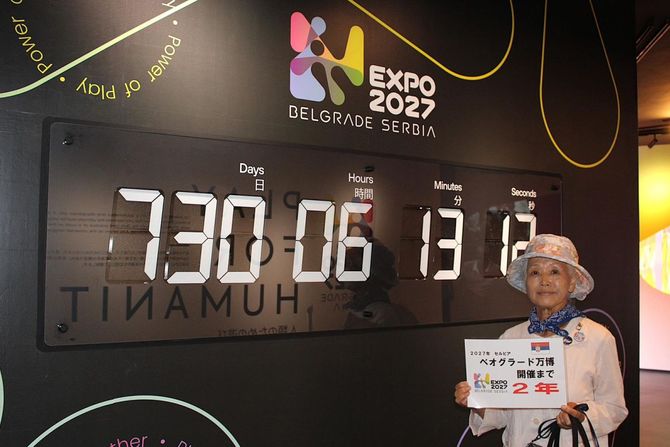 Power of Play • Power of Play •
EXPO
2027
BELGRADE SERBIA
Days
日
Hours
時間
Minutes
分
Seconds
秒
730 06 13 12
PLAY
FOR
HUMANIT
2027年 セルビア
ベオグラード万博
開催まで
EXPO
2027
BELGRADE SERBIA
2年